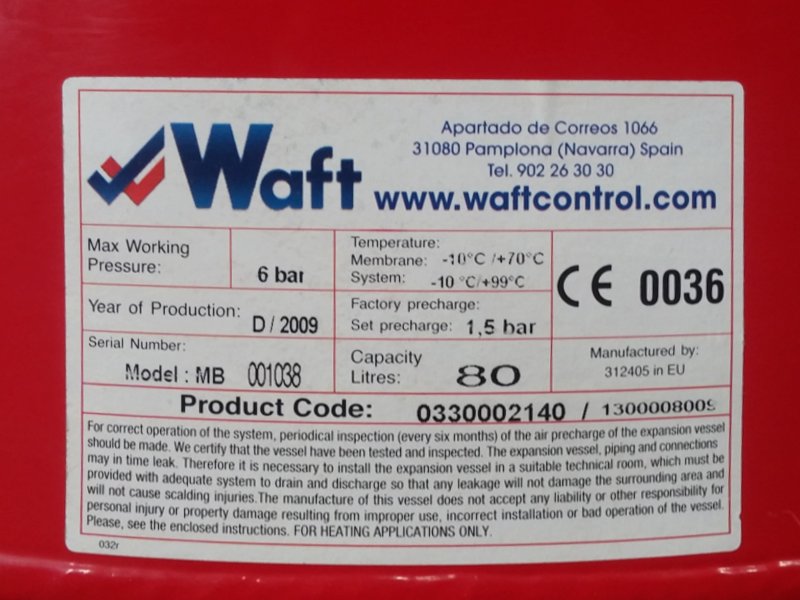 Waft
Apartado de Correos 1066
31080 Pamplona (Navarra) Spain
Tel. 902 26 30 30
www.waftcontrol.com
Max Working
Pressure:
6 bar
Temperature:
Membrane: -10°C /+70°C
System: -10 °C/+99°C
CE 0036
Year of Production: D / 2009
Factory precharge:
Set precharge: 1,5 bar
Serial Number:
Model : MB 001038
Capacity
Litres: 80
Manufactured by:
312405 in EU
Product Code: 0330002140 / 1300008009
For correct operation of the system, periodical inspection (every six months) of the air precharge of the expansion vessel
should be made. We certify that the vessel have been tested and inspected. The expansion vessel, piping and connections
may in time leak. Therefore it is necessary to install the expansion vessel in a suitable technical room, which must be
provided with adequate system to drain and discharge so that any leakage will not damage the surrounding area and
will not cause scalding injuries.The manufacture of this vessel does not accept any liability or other responsibility for
personal injury or property damage resulting from improper use, incorrect installation or bad operation of the vessel.
Please, see the enclosed instructions. FOR HEATING APPLICATIONS ONLY.
032r